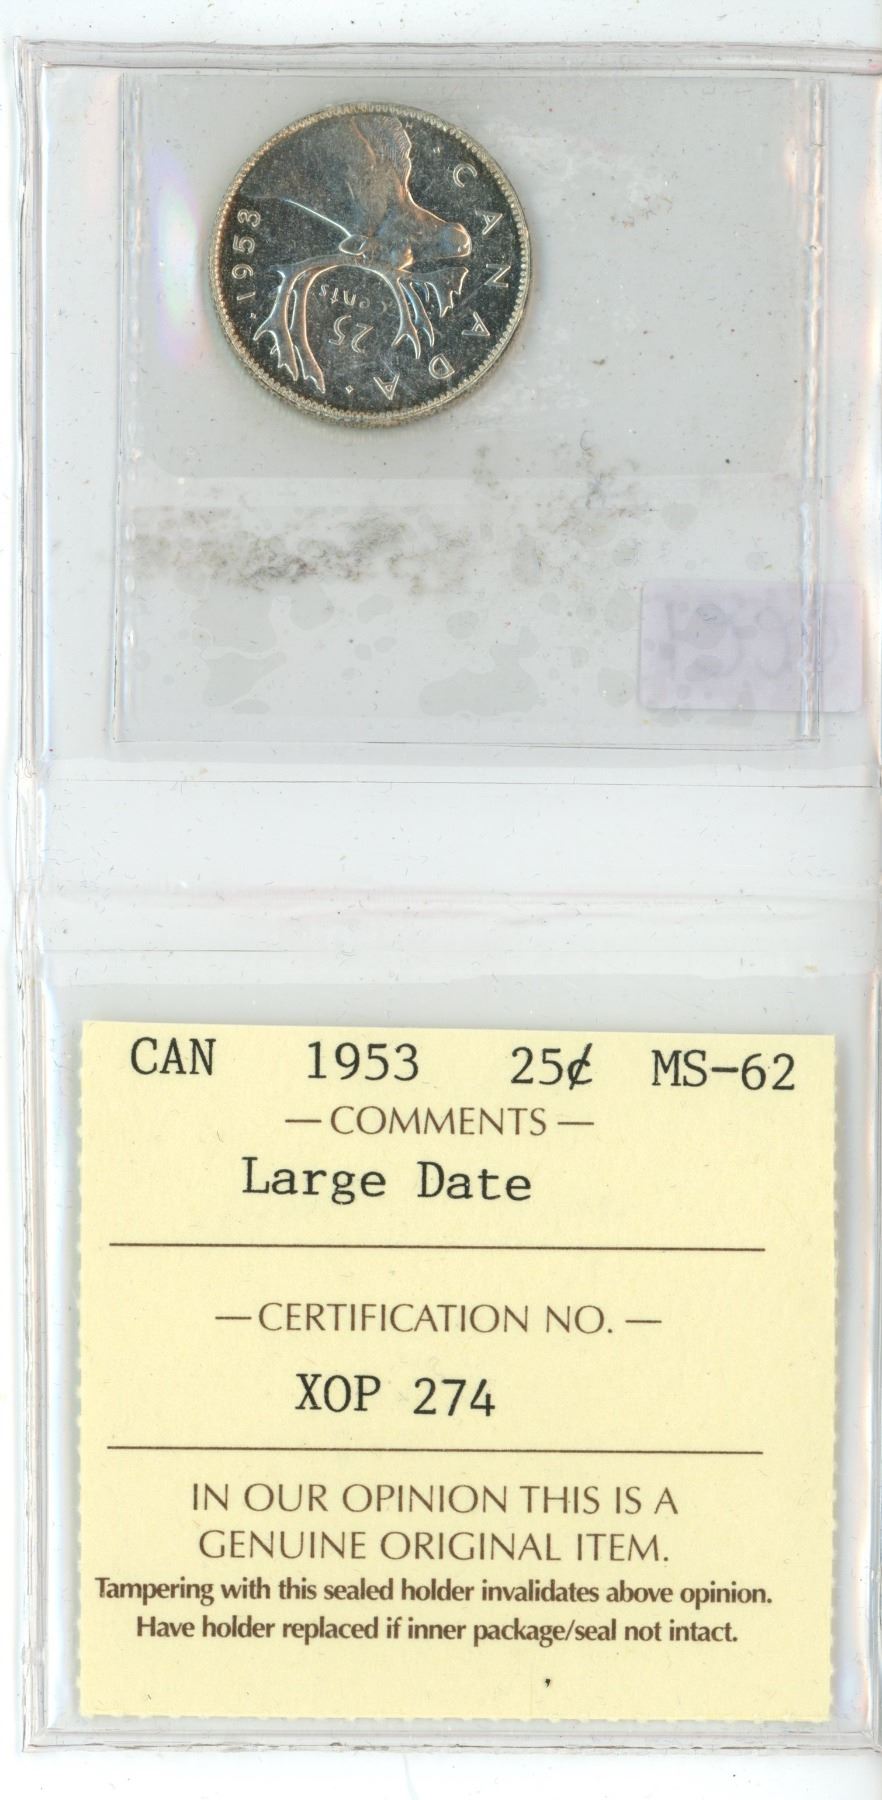 CANADA
1953
25
cents
CAN 1953 25¢ MS-62
—COMMENTS—
Large Date
—CERTIFICATION NO.—
XOP 274
IN OUR OPINION THIS IS A
GENUINE ORIGINAL ITEM.
Tampering with this sealed holder invalidates above opinion.
Have holder replaced if inner package/seal not intact.